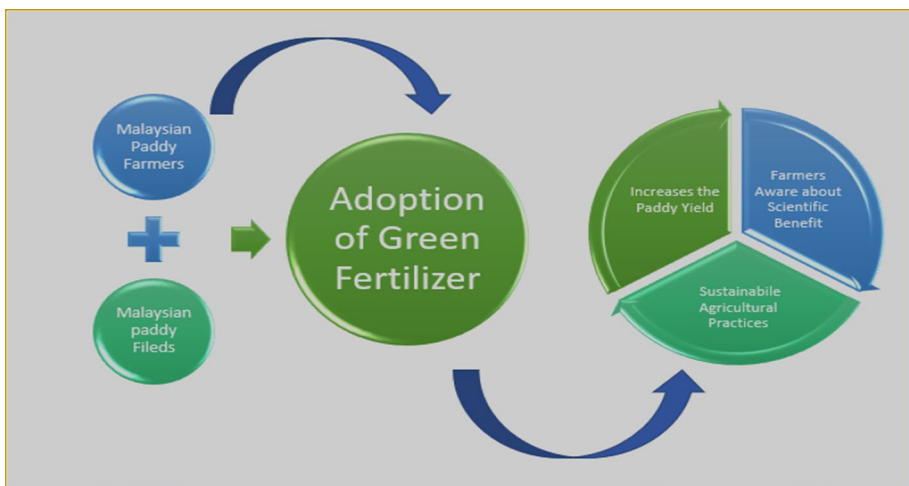 Malaysian
Paddy
Farmers
Malaysian
paddy
Fileds
Adoption
of Green
Fertilizer
Increases the
Paddy Yield
Farmers
Aware about
Scientific
Benefit
Sustainabile
Agricultural
Practices